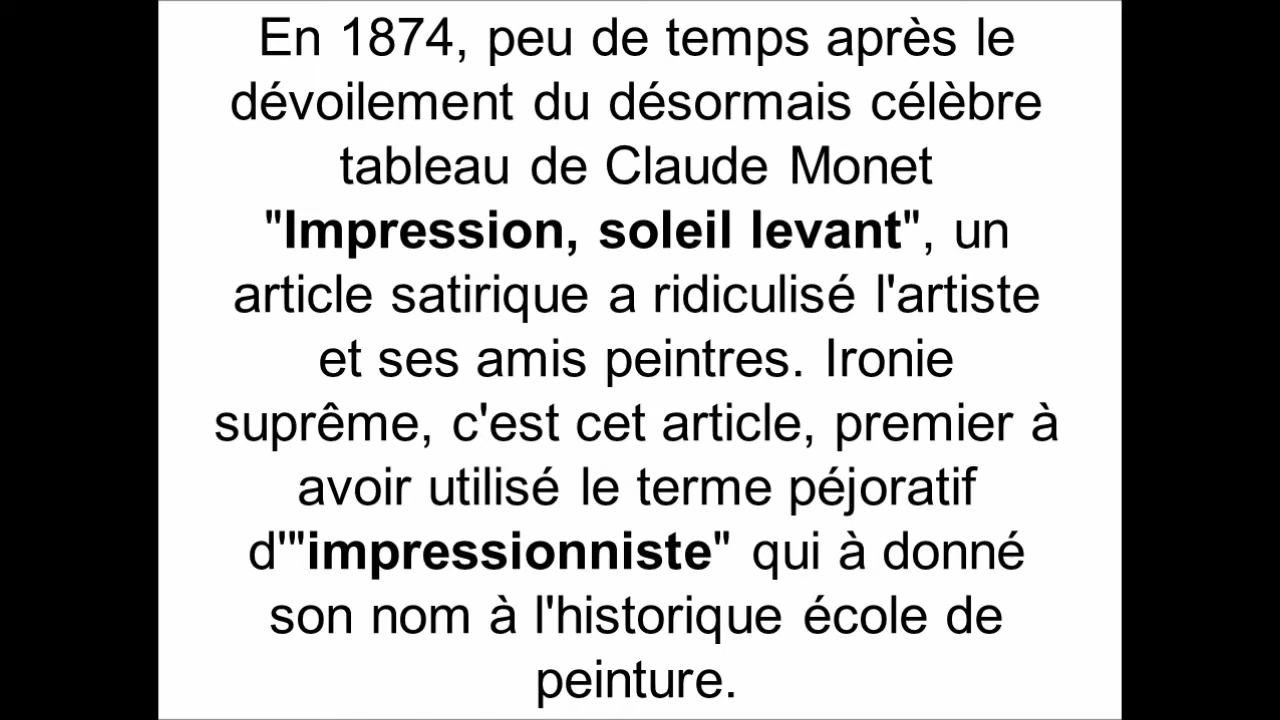 En 1874, peu de temps après le
dévoilement du désormais célèbre
tableau de Claude Monet
"Impression, soleil levant", un
article satirique a ridiculisé l'artiste
et ses amis peintres. Ironie
suprême, c'est cet article, premier à
avoir utilisé le terme péjoratif
d'"impressionniste" qui à donné
son nom à l'historique école de
peinture.